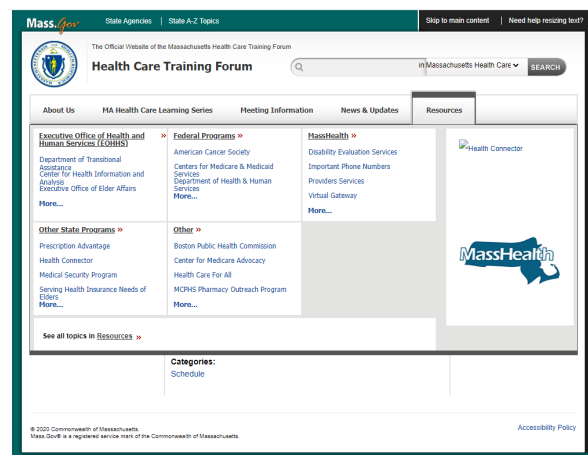 Mass.Gov
State Agencies
State A-Z Topics
Skip to main content
Need help resizing text?
The Official Website of the Massachusetts Health Care Training Forum
Health Care Training Forum
in Massachusetts Health Care
SEARCH
About Us
MA Health Care Learning Series
Meeting Information
News & Updates
Resources
Executive Office of Health and
Human Services (EOHHS)
»
Department of Transitional
Assistance
Center for Health Information and
Analysis
Executive Office of Elder Affairs
More...
Federal Programs »
American Cancer Society
Centers for Medicare & Medicaid
Services
Department of Health & Human
Services
More...
MassHealth »
Disability Evaluation Services
Important Phone Numbers
Providers Services
Virtual Gateway
More...
Health Connector
MassHealth
Other State Programs »
Prescription Advantage
Health Connector
Medical Security Program
Serving Health Insurance Needs of
Elders
More...
Other »
Boston Public Health Commission
Center for Medicare Advocacy
Health Care For All
MCPHS Pharmacy Outreach Program
More...
See all topics in Resources »
Categories:
Schedule
© 2020 Commonwealth of Massachusetts.
Mass.Gov® is a registered service mark of the Commonwealth of Massachusetts.
Accessibility Policy